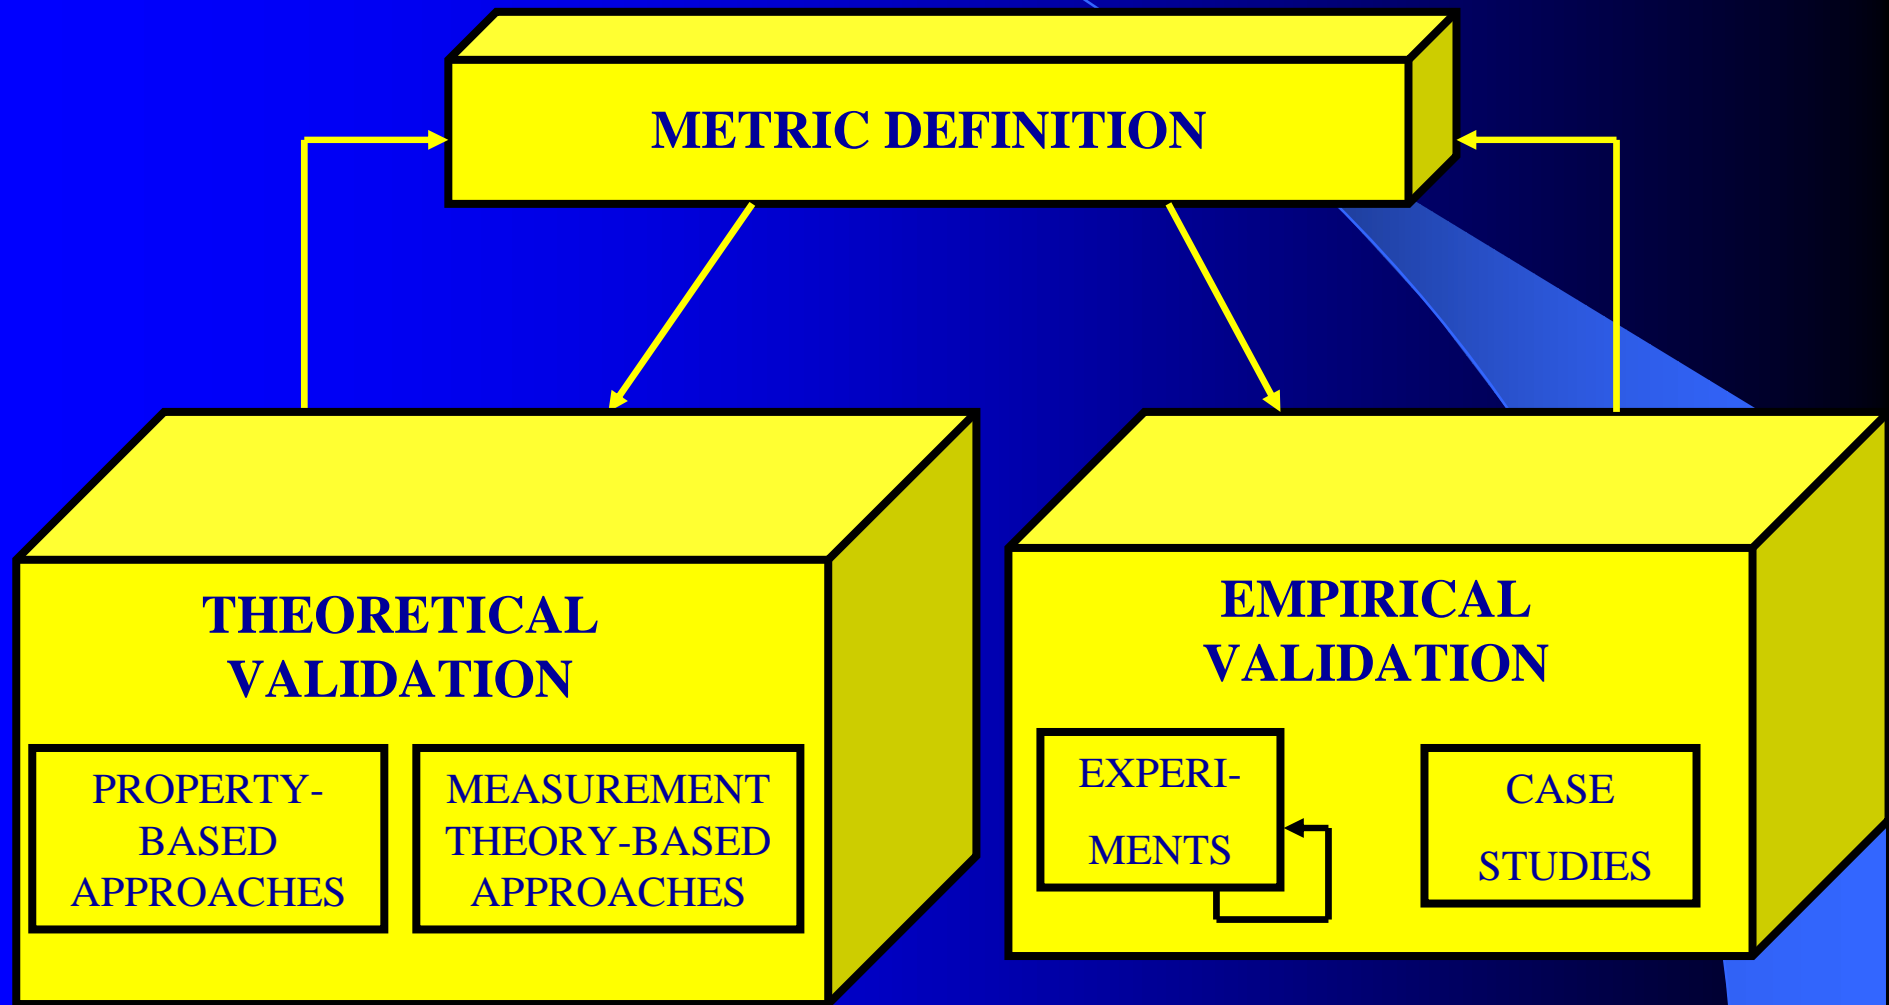 METRIC DEFINITION
THEORETICAL
VALIDATION
PROPERTY-
BASED
APPROACHES
MEASUREMENT
THEORY-BASED
APPROACHES
EMPIRICAL
VALIDATION
EXPERI-
MENTS
CASE
STUDIES